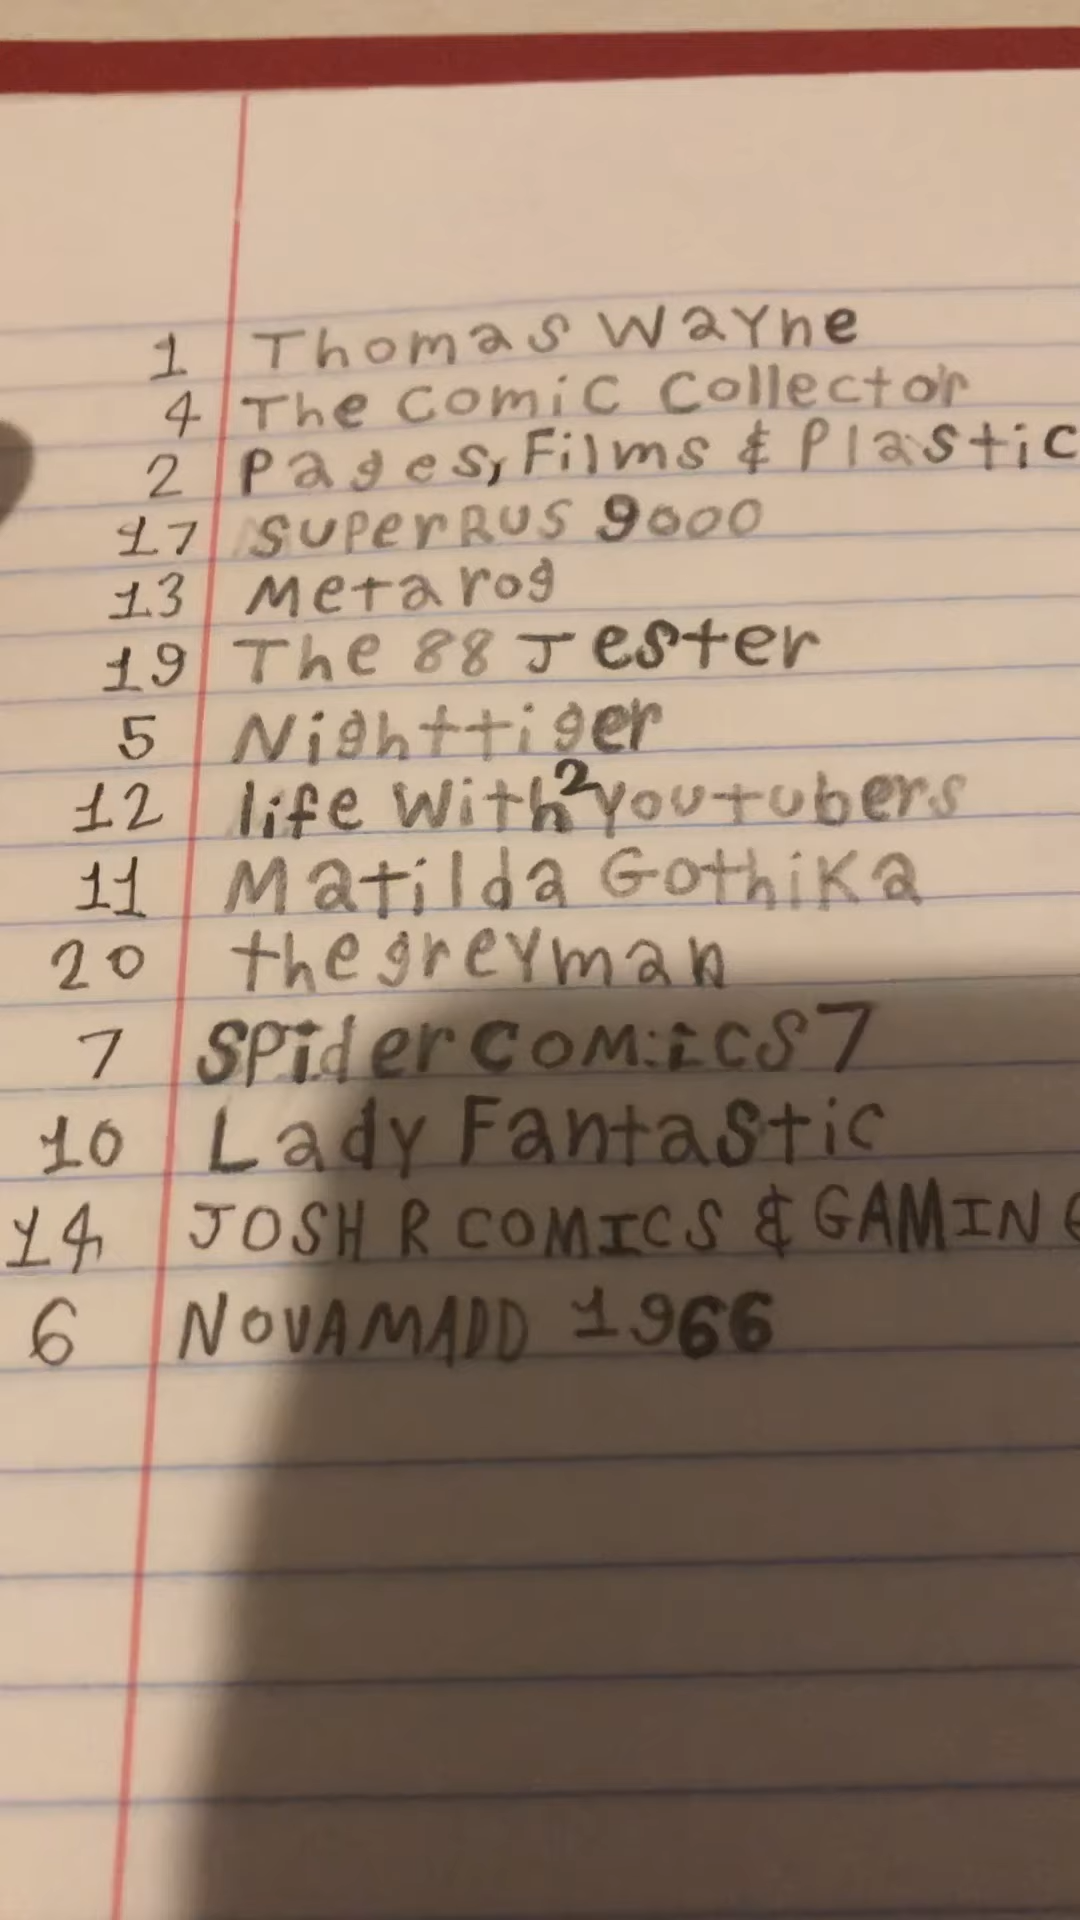 1 Thomas Wayne
4 The Comic Collector
2 Pages, Films & Plastic
17 SuperRUS 9000
13 Metarog
19 The 88 Jester
5 Nighttiger
12 life With 2 Youtubers
11 Matilda GothiKa
20 thegreyman
7 SPidercoMicS7
10 Lady Fantastic
14 JOSH R COMICS & GAMING
6 NOVAMADD 1966